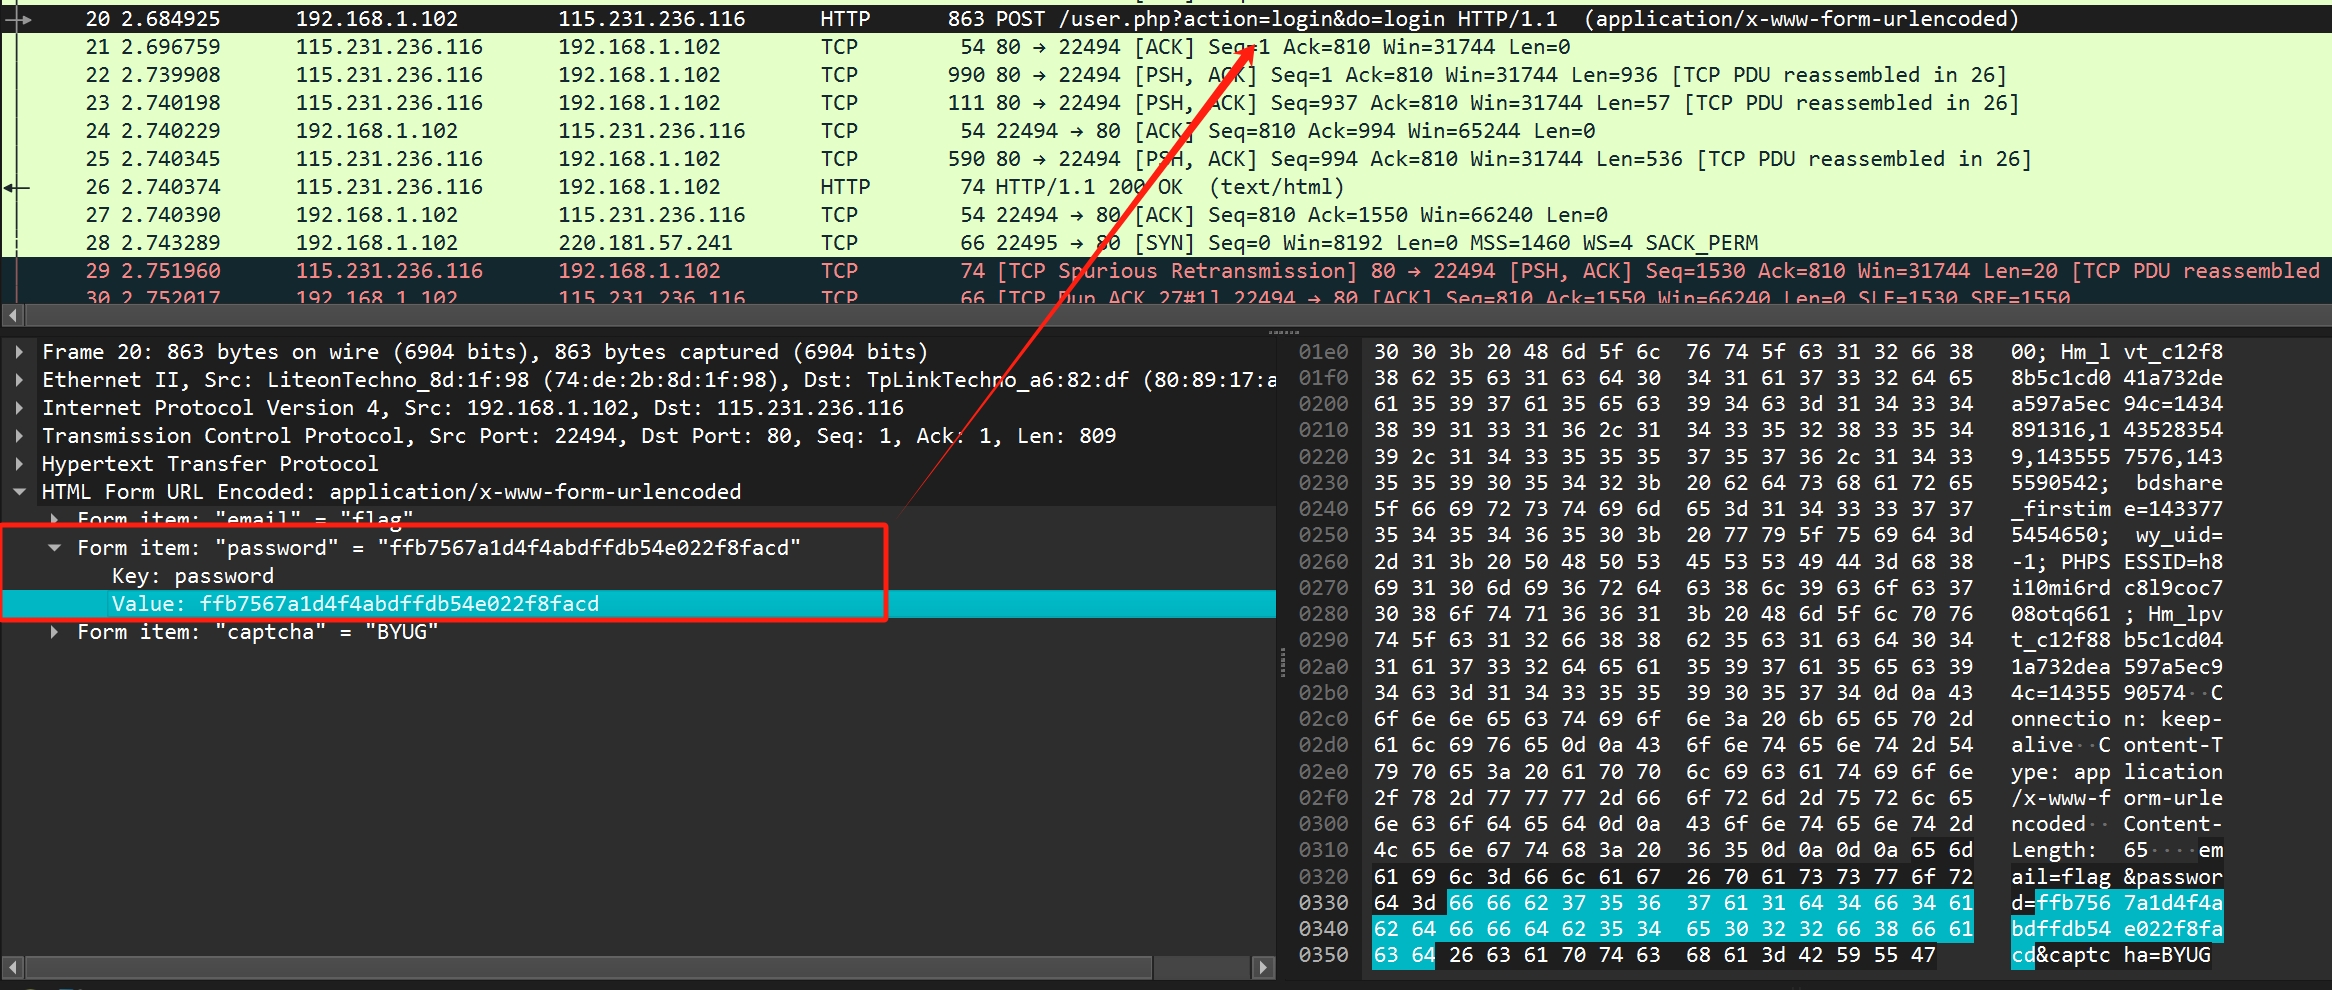 20 2.684925 192.168.1.102 115.231.236.116 HTTP 863 POST /user.php?action=login&do=login HTTP/1.1 (application/x-www-form-urlencoded)
21 2.696759 115.231.236.116 192.168.1.102 TCP 54 80 → 22494 [ACK] Seq=1 Ack=810 Win=31744 Len=0
22 2.739908 115.231.236.116 192.168.1.102 TCP 990 80 → 22494 [PSH, ACK] Seq=1 Ack=810 Win=31744 Len=936 [TCP PDU reassembled in 26]
23 2.740198 115.231.236.116 192.168.1.102 TCP 111 80 → 22494 [PSH, ACK] Seq=937 Ack=810 Win=31744 Len=57 [TCP PDU reassembled in 26]
24 2.740229 192.168.1.102 115.231.236.116 TCP 54 22494 → 80 [ACK] Seq=810 Ack=994 Win=65244 Len=0
25 2.740345 115.231.236.116 192.168.1.102 TCP 590 80 → 22494 [PSH, ACK] Seq=994 Ack=810 Win=31744 Len=536 [TCP PDU reassembled in 26]
26 2.740374 115.231.236.116 192.168.1.102 HTTP 74 HTTP/1.1 200 OK (text/html)
27 2.740390 192.168.1.102 115.231.236.116 TCP 54 22494 → 80 [ACK] Seq=810 Ack=1550 Win=66240 Len=0
28 2.743289 192.168.1.102 220.181.57.241 TCP 66 22495 → 80 [SYN] Seq=0 Win=8192 Len=0 MSS=1460 WS=4 SACK_PERM
29 2.751960 115.231.236.116 192.168.1.102 TCP 74 [TCP Spurious Retransmission] 80 → 22494 [PSH, ACK] Seq=1530 Ack=810 Win=31744 Len=20 [TCP PDU reassembled
30 2.752017 192.168.1.102 115.231.236.116 TCP 66 [TCP Dup ACK 27#1] 22494 → 80 [ACK] Seq=810 Ack=1550 Win=66240 Len=0 SLE=1530 SRE=1550
Frame 20: 863 bytes on wire (6904 bits), 863 bytes captured (6904 bits)
Ethernet II, Src: LiteonTechno_8d:1f:98 (74:de:2b:8d:1f:98), Dst: TpLinkTechno_a6:82:df (80:89:17:a
Internet Protocol Version 4, Src: 192.168.1.102, Dst: 115.231.236.116
Transmission Control Protocol, Src Port: 22494, Dst Port: 80, Seq: 1, Ack: 1, Len: 809
Hypertext Transfer Protocol
HTML Form URL Encoded: application/x-www-form-urlencoded
Form item: "email" = "flag"
Form item: "password" = "ffb7567a1d4f4abdffdb54e022f8facd"
Key: password
Value: ffb7567a1d4f4abdffdb54e022f8facd
Form item: "captcha" = "BYUG"
01e0 30 30 3b 20 48 6d 5f 6c 76 74 5f 63 31 32 66 38 00; Hm_l vt_c12f8
01f0 38 62 35 63 31 63 64 30 34 31 61 37 33 32 64 65 8b5c1cd0 41a732de
0200 61 35 39 37 61 35 65 63 39 34 63 3d 31 34 33 34 a597a5ec 94c=1434
0210 38 39 31 33 31 36 2c 31 34 33 35 32 38 33 35 34 891316,1 43528354
0220 39 2c 31 34 33 35 35 35 37 35 37 36 2c 31 34 33 9,143555 7576,143
0230 35 35 39 30 35 34 32 3b 20 62 64 73 68 61 72 65 5590542; bdshare
0240 5f 66 69 72 73 74 69 6d 65 3d 31 34 33 33 37 37 _firstim e=143377
0250 35 34 35 34 36 35 30 3b 20 77 79 5f 75 69 64 3d 5454650; wy_uid=
0260 2d 31 3b 20 50 48 50 53 45 53 53 49 44 3d 68 38 -1; PHPS ESSID=h8
0270 69 31 30 6d 69 36 72 64 63 38 6c 39 63 6f 63 37 i10mi6rd c8l9coc7
0280 30 38 6f 74 71 36 36 31 3b 20 48 6d 5f 6c 70 76 08otq661 ; Hm_lpv
0290 74 5f 63 31 32 66 38 38 62 35 63 31 63 64 30 34 t_c12f88 b5c1cd04
02a0 31 61 37 33 32 64 65 61 35 39 37 61 35 65 63 39 1a732dea 597a5ec9
02b0 34 63 3d 31 34 33 35 35 39 30 35 37 34 0d 0a 43 4c=14355 90574··C
02c0 6f 6e 6e 65 63 74 69 6f 6e 3a 20 6b 65 65 70 2d onnectio n: keep-
02d0 61 6c 69 76 65 0d 0a 43 6f 6e 74 65 6e 74 2d 54 alive··C ontent-T
02e0 79 70 65 3a 20 61 70 70 6c 69 63 61 74 69 6f 6e ype: app lication
02f0 2f 78 2d 77 77 77 2d 66 6f 72 6d 2d 75 72 6c 65 /x-www-f orm-urle
0300 6e 63 6f 64 65 64 0d 0a 43 6f 6e 74 65 6e 74 2d ncoded·· Content-
0310 4c 65 6e 67 74 68 3a 20 36 35 0d 0a 0d 0a 65 6d Length: 65····em
0320 61 69 6c 3d 66 6c 61 67 26 70 61 73 73 77 6f 72 ail=flag &passwor
0330 64 3d 66 66 62 37 35 36 37 61 31 64 34 66 34 61 d=ffb756 7a1d4f4a
0340 62 64 66 66 64 62 35 34 65 30 32 32 66 38 66 61 bdffdb54 e022f8fa
0350 63 64 26 63 61 70 74 63 68 61 3d 42 59 55 47 cd&captc ha=BYUG